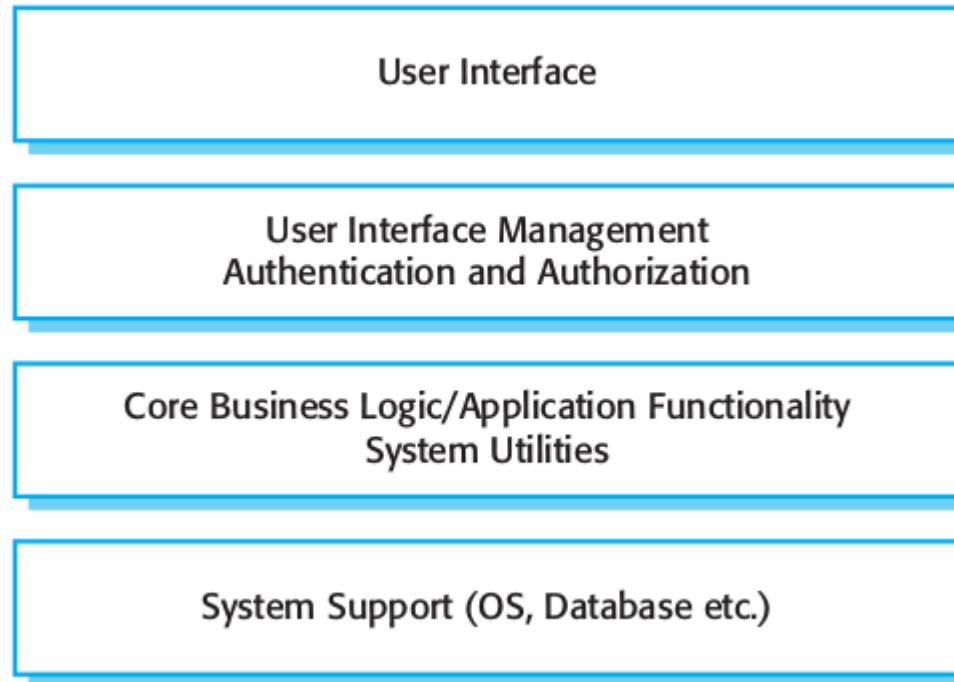 User Interface
User Interface Management
Authentication and Authorization
Core Business Logic/Application Functionality
System Utilities
System Support (OS, Database etc.)